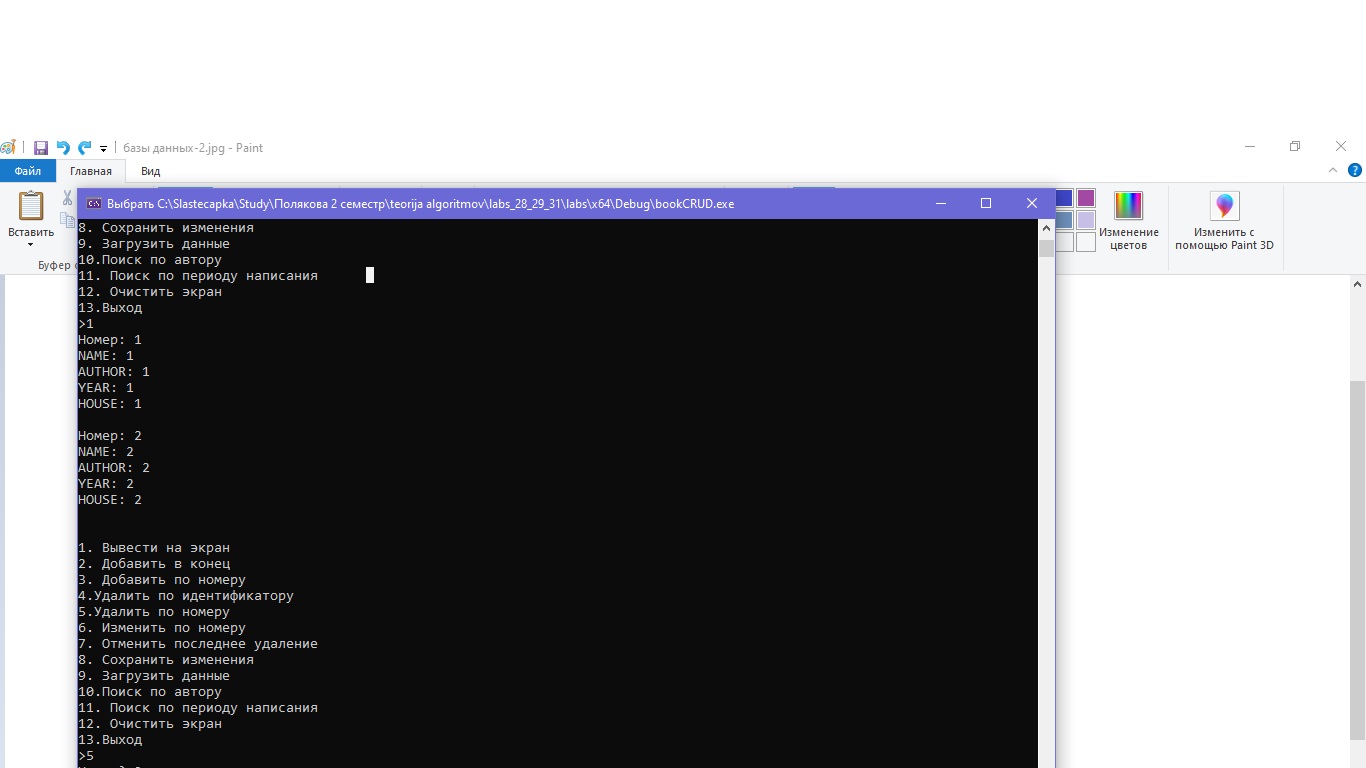 базы данных-2.jpg - Paint
Файл Главная Вид
Вставить
Буфер
Изменение цветов
Изменить с помощью Paint 3D
Выбрать C:\Slastecapka\Study\Полякова 2 семестр\teorija algoritmov\labs_28_29_31\labs\x64\Debug\bookCRUD.exe
8. Сохранить изменения
9. Загрузить данные
10.Поиск по автору
11. Поиск по периоду написания
12. Очистить экран
13.Выход
>1
Номер: 1
NAME: 1
AUTHOR: 1
YEAR: 1
HOUSE: 1
Номер: 2
NAME: 2
AUTHOR: 2
YEAR: 2
HOUSE: 2
1. Вывести на экран
2. Добавить в конец
3. Добавить по номеру
4.Удалить по идентификатору
5.Удалить по номеру
6. Изменить по номеру
7. Отменить последнее удаление
8. Сохранить изменения
9. Загрузить данные
10.Поиск по автору
11. Поиск по периоду написания
12. Очистить экран
13.Выход
>5